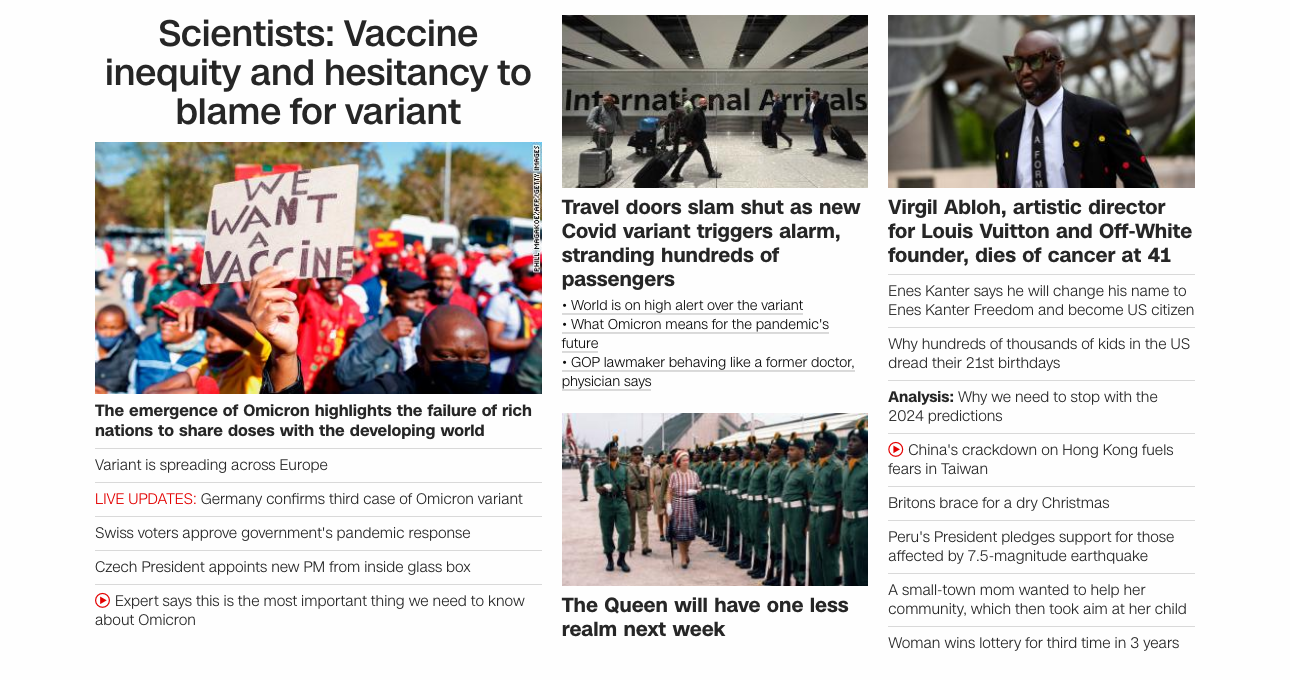 Scientists: Vaccine
inequity and hesitancy to
blame for variant
WE
WANT
A
VACCINE
PHILL MAGAKOE/AFP/GETTY IMAGES
The emergence of Omicron highlights the failure of rich
nations to share doses with the developing world
Variant is spreading across Europe
LIVE UPDATES: Germany confirms third case of Omicron variant
Swiss voters approve government's pandemic response
Czech President appoints new PM from inside glass box
Expert says this is the most important thing we need to know
about Omicron
International Arrivals
Travel doors slam shut as new
Covid variant triggers alarm,
stranding hundreds of
passengers
• World is on high alert over the variant
• What Omicron means for the pandemic's
future
• GOP lawmaker behaving like a former doctor,
physician says
The Queen will have one less
realm next week
A FORM
Virgil Abloh, artistic director
for Louis Vuitton and Off-White
founder, dies of cancer at 41
Enes Kanter says he will change his name to
Enes Kanter Freedom and become US citizen
Why hundreds of thousands of kids in the US
dread their 21st birthdays
Analysis: Why we need to stop with the
2024 predictions
China's crackdown on Hong Kong fuels
fears in Taiwan
Britons brace for a dry Christmas
Peru's President pledges support for those
affected by 7.5-magnitude earthquake
A small-town mom wanted to help her
community, which then took aim at her child
Woman wins lottery for third time in 3 years